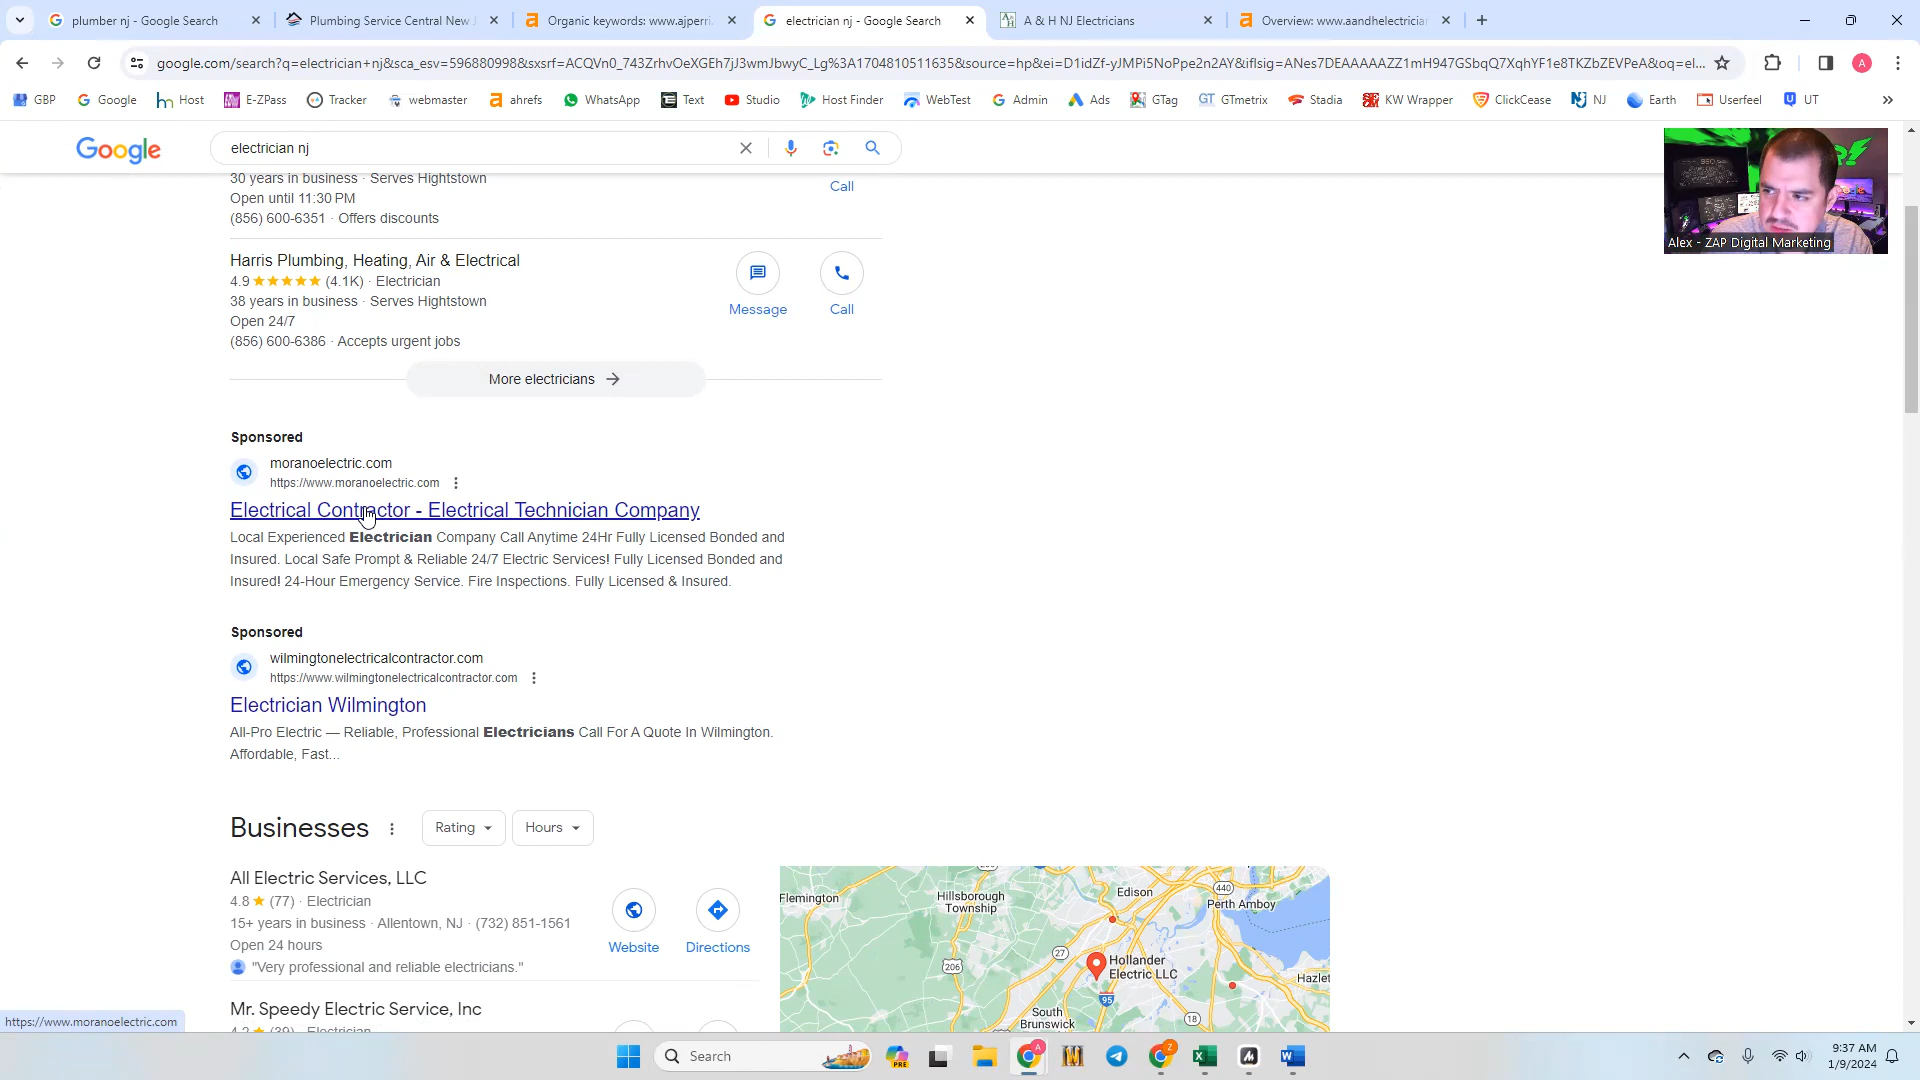 plumber nj - Google Search
Plumbing Service Central New J
Organic keywords: www.ajperri.
electrician nj - Google Search
A & H NJ Electricians
Overview: www.aandhelectrician
google.com/search?q=electrician+nj&sca_esv=596880998&sxsrf=ACQVn0_743ZrhvOeXGEh7jJ3wmJbwyC_Lg%3A1704810511635&source=hp&ei=D1idZf-yJMPi5NoPpe2n2AY&iflsig=ANes7DEAAAAAZZ1mH947GSbqQ7XqhYF1e8TKZbZEVPeA&oq=el...
GBP
Google
Host
E-ZPass
Tracker
webmaster
ahrefs
WhatsApp
Text
Studio
Host Finder
WebTest
Admin
Ads
GTag
GTmetrix
Stadia
KW Wrapper
ClickCease
NJ
Earth
Userfeel
UT
Google
electrician nj
30 years in business · Serves Hightstown
Open until 11:30 PM
(856) 600-6351 · Offers discounts
Call
Alex - ZAP Digital Marketing
Harris Plumbing, Heating, Air & Electrical
4.9 (4.1K) · Electrician
38 years in business · Serves Hightstown
Open 24/7
(856) 600-6386 · Accepts urgent jobs
Message
Call
More electricians
Sponsored
moranoelectric.com
https://www.moranoelectric.com
Electrical Contractor - Electrical Technician Company
Local Experienced Electrician Company Call Anytime 24Hr Fully Licensed Bonded and
Insured. Local Safe Prompt & Reliable 24/7 Electric Services! Fully Licensed Bonded and
Insured! 24-Hour Emergency Service. Fire Inspections. Fully Licensed & Insured.
Sponsored
wilmingtonelectricalcontractor.com
https://www.wilmingtonelectricalcontractor.com
Electrician Wilmington
All-Pro Electric — Reliable, Professional Electricians Call For A Quote In Wilmington.
Affordable, Fast...
Businesses
Rating
Hours
All Electric Services, LLC
4.8 (77) · Electrician
15+ years in business · Allentown, NJ · (732) 851-1561
Open 24 hours
"Very professional and reliable electricians."
Website
Directions
Mr. Speedy Electric Service, Inc
4.2 (39) · Electrician
Flemington
Hillsborough
Township
Edison
440
Perth Amboy
27
206
Hollander
Electric LLC
95
Hazlet
18
South
Brunswick
https://www.moranoelectric.com
Search
PRE
9:37 AM
1/9/2024